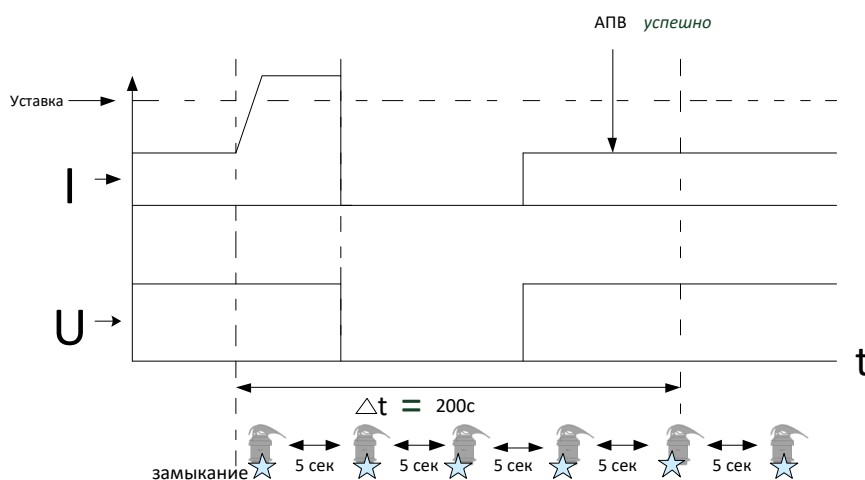 АПВ успешно
Уставка
I
U
t
△t = 200с
замыкание
5 сек 5 сек 5 сек 5 сек 5 сек